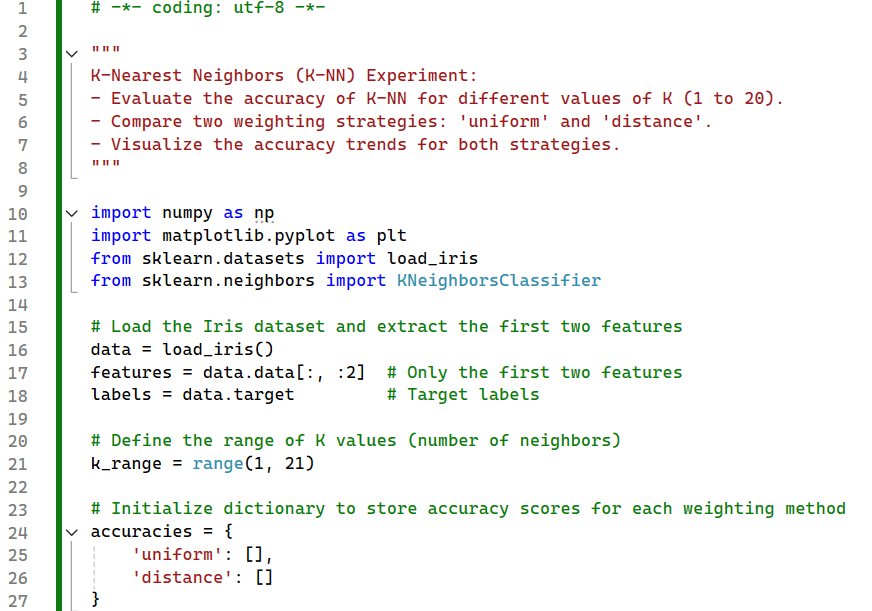 1 # -*- coding: utf-8 -*-
2
3 """
4 K-Nearest Neighbors (K-NN) Experiment:
5 - Evaluate the accuracy of K-NN for different values of K (1 to 20).
6 - Compare two weighting strategies: 'uniform' and 'distance'.
7 - Visualize the accuracy trends for both strategies.
8 """
9
10 import numpy as np
11 import matplotlib.pyplot as plt
12 from sklearn.datasets import load_iris
13 from sklearn.neighbors import KNeighborsClassifier
14
15 # Load the Iris dataset and extract the first two features
16 data = load_iris()
17 features = data.data[:, :2]  # Only the first two features
18 labels = data.target         # Target labels
19
20 # Define the range of K values (number of neighbors)
21 k_range = range(1, 21)
22
23 # Initialize dictionary to store accuracy scores for each weighting method
24 accuracies = {
25     'uniform': [],
26     'distance': []
27 }